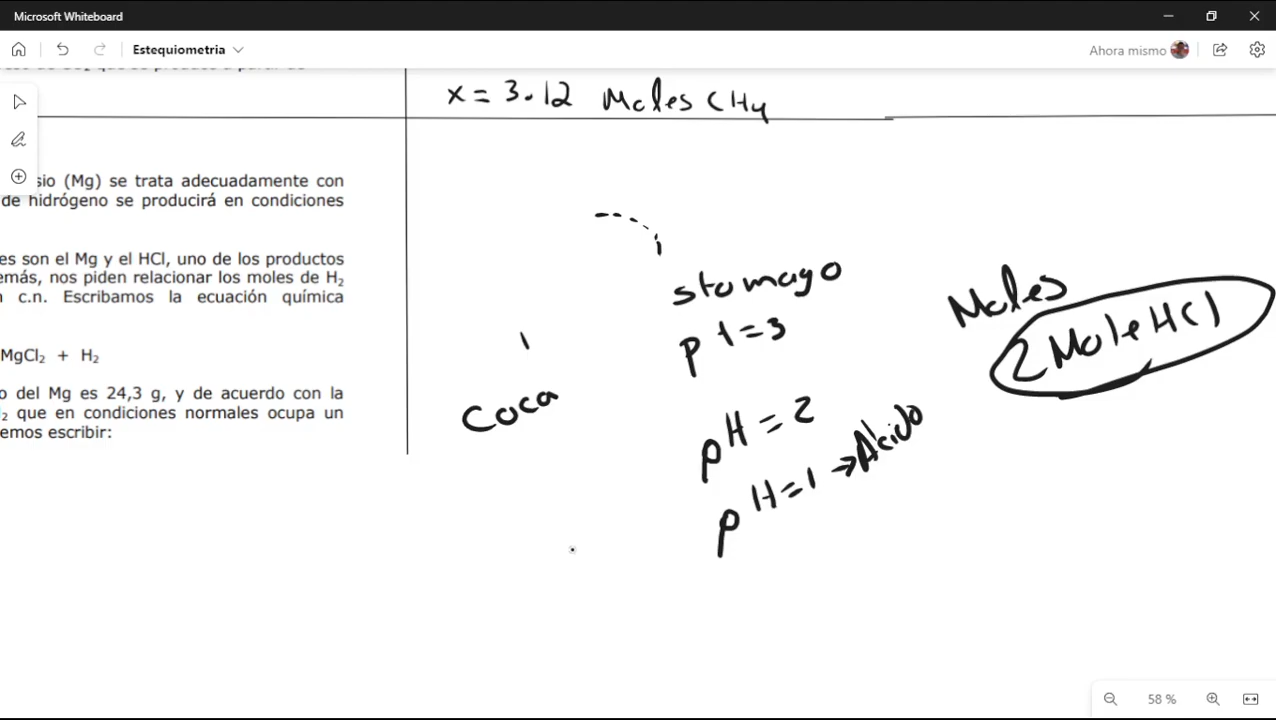 Microsoft Whiteboard
Estequiometria
Ahora mismo
x = 3.12 Moles CH4
sio (Mg) se trata adecuadamente con
de hidrógeno se producirá en condiciones
es son el Mg y el HCl, uno de los productos
emás, nos piden relacionar los moles de H2
n c.n. Escribamos la ecuación química
MgCl2 + H2
o del Mg es 24,3 g, y de acuerdo con la
2 que en condiciones normales ocupa un
emos escribir:
stomago
Moles
2 Mole HCl
Coca
pH = 2
pH = 1 → Acido
58 %